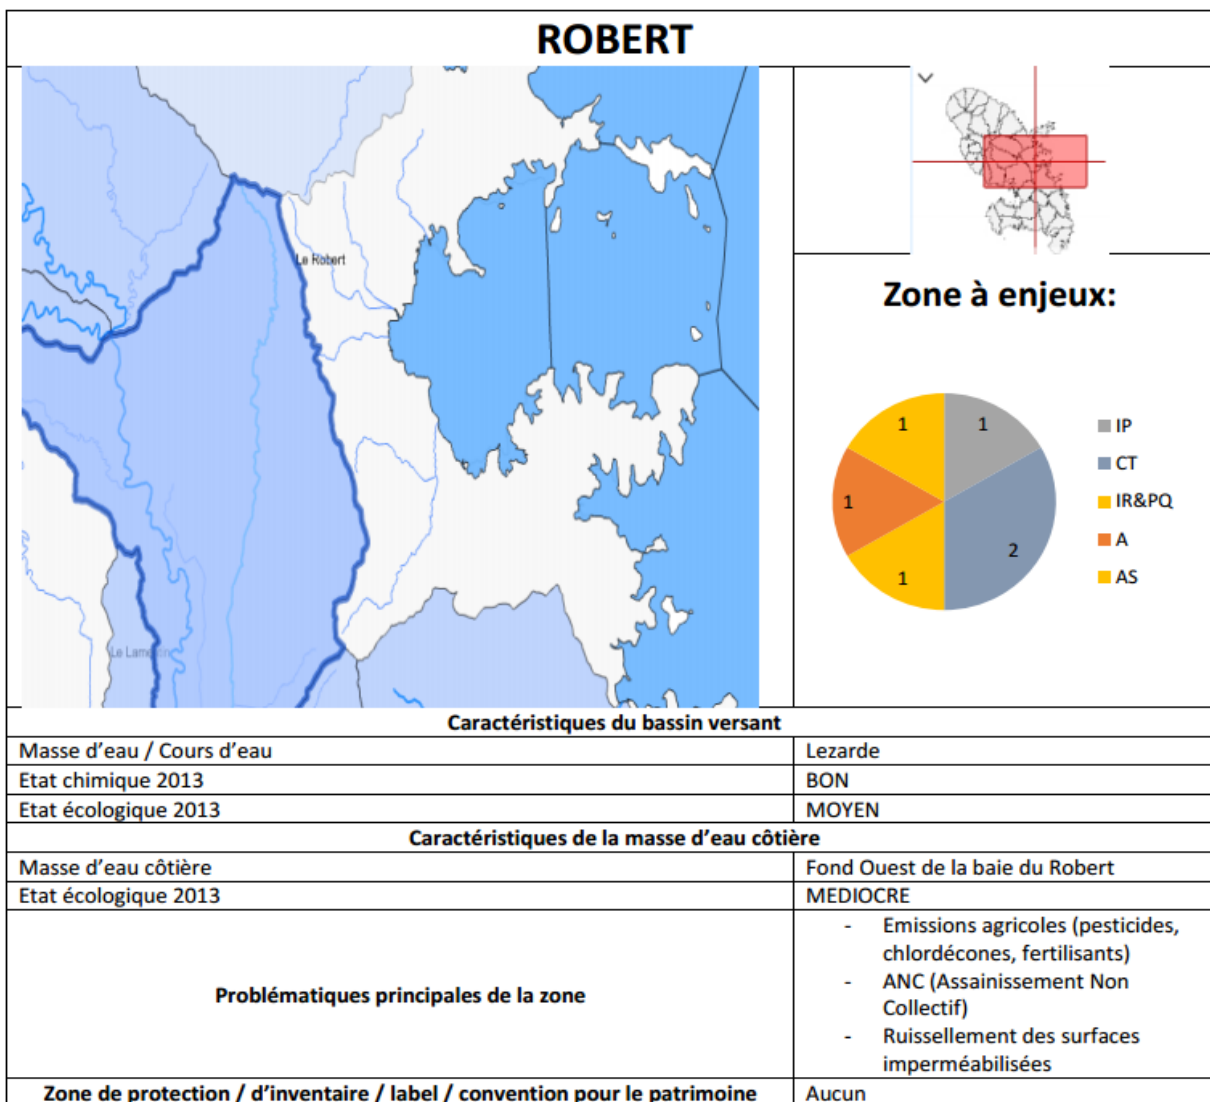 ROBERT
Le Robert
Le Lamentin
Zone à enjeux:
1
1
1
2
1
IP
CT
IR&PQ
A
AS
Caractéristiques du bassin versant
Masse d’eau / Cours d’eau
Lezarde
Etat chimique 2013
BON
Etat écologique 2013
MOYEN
Caractéristiques de la masse d’eau côtière
Masse d’eau côtière
Fond Ouest de la baie du Robert
Etat écologique 2013
MEDIOCRE
Problématiques principales de la zone
- Emissions agricoles (pesticides,
chlordécones, fertilisants)
- ANC (Assainissement Non
Collectif)
- Ruissellement des surfaces
imperméabilisées
Zone de protection / d’inventaire / label / convention pour le patrimoine
Aucun